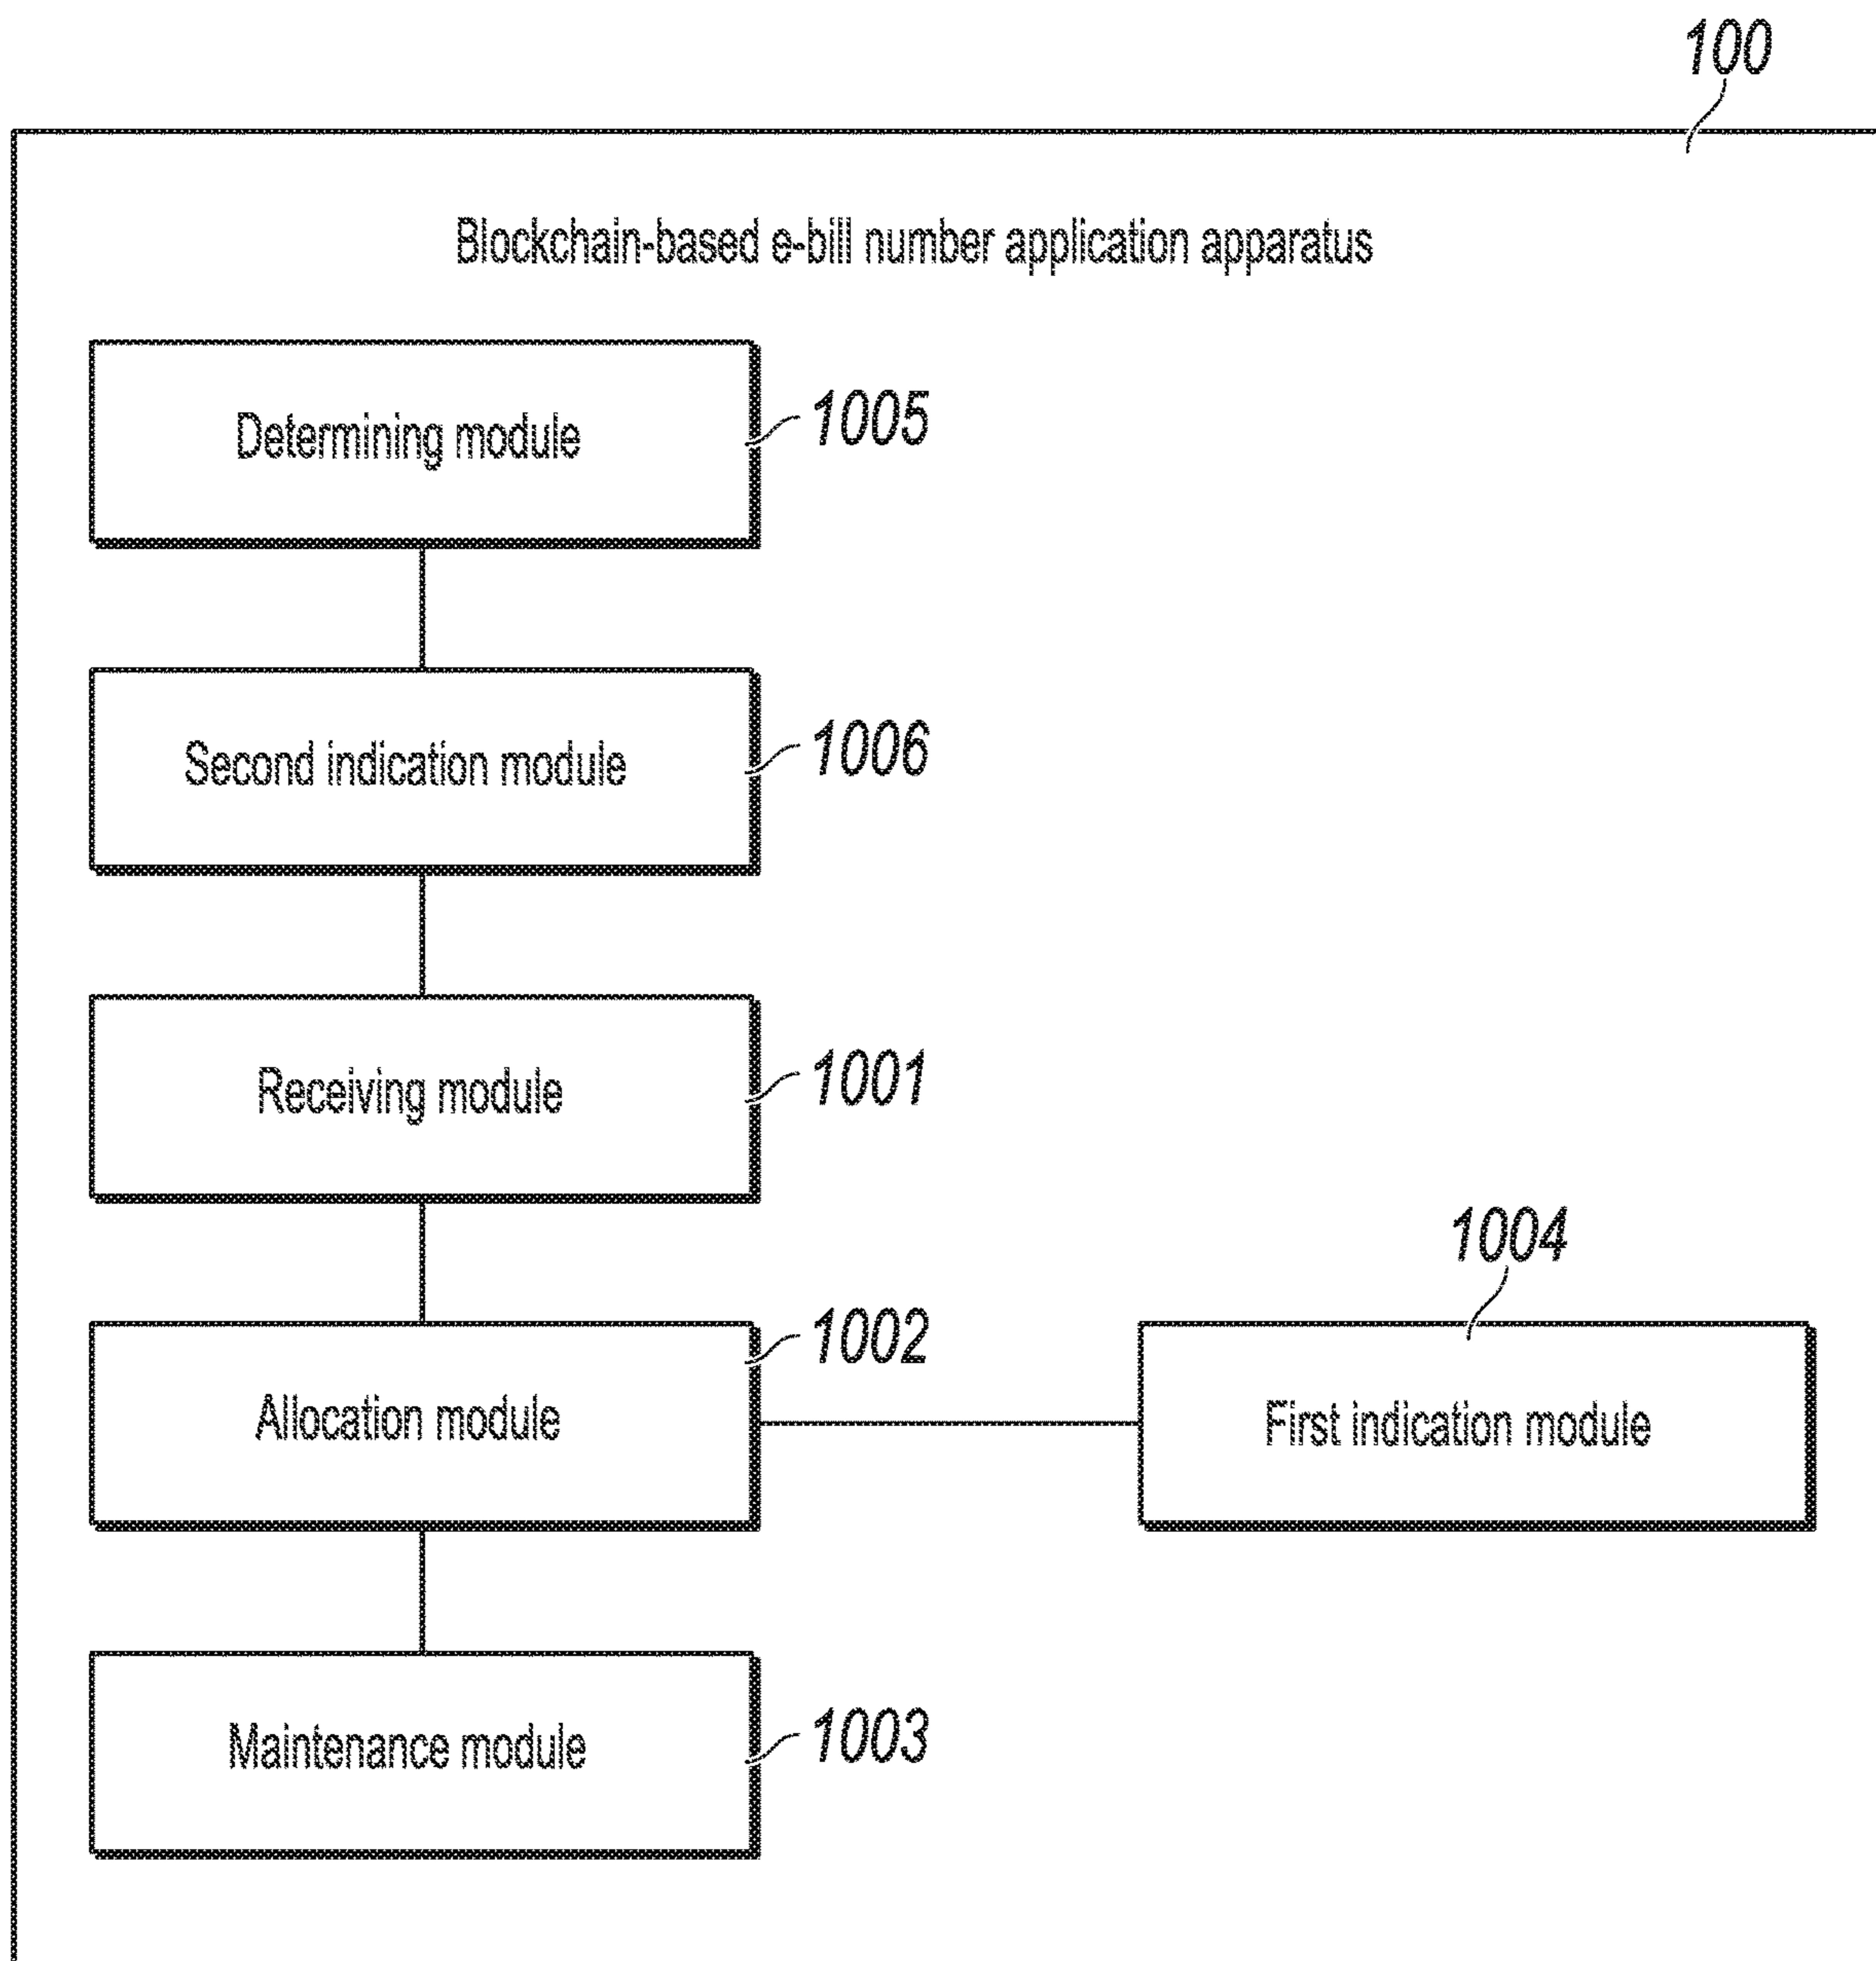 100
Blockchain-based e-bill number application apparatus
Determining module
1005
Second indication module
1006
Receiving module
1001
1004
Allocation module
1002
First indication module
Maintenance module
1003